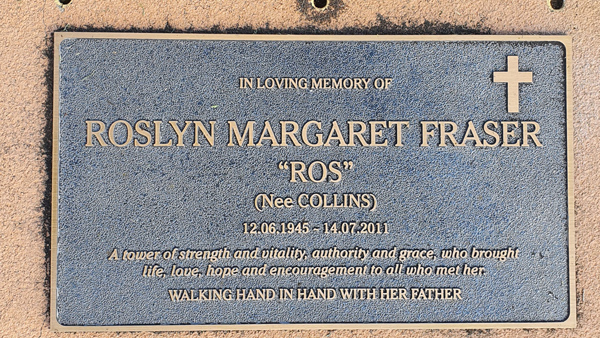 IN LOVING MEMORY OF
ROSLYN MARGARET FRASER
“ROS”
(Nee COLLINS)
12.06.1945 ~ 14.07.2011
A tower of strength and vitality, authority and grace, who brought
life, love, hope and encouragement to all who met her.
WALKING HAND IN HAND WITH HER FATHER